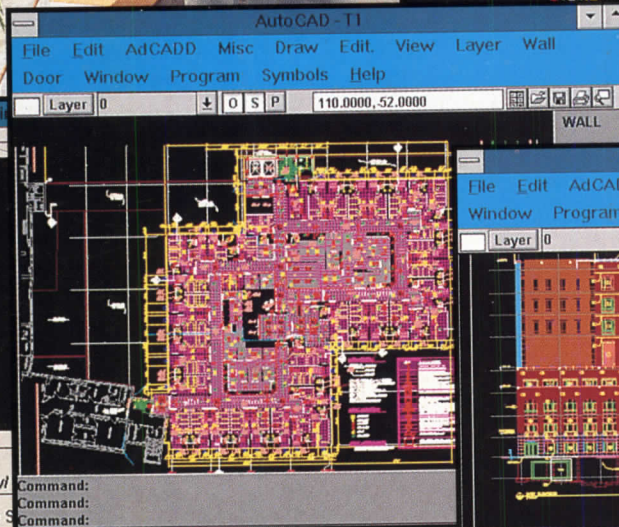 AutoCAD - T1
File Edit AdCADD Misc Draw Edit. View Layer Wall
Door Window Program Symbols Help
Layer 0 O S P 110.0000,-52.0000
WALL
File Edit AdCAD
Window Program
Layer 0
Command:
Command:
Command: